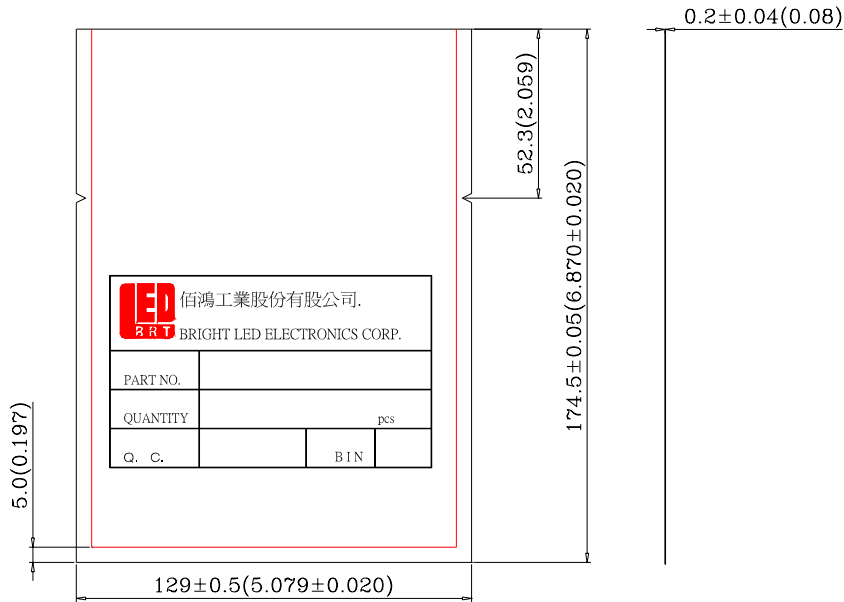 0.2±0.04(0.08)
52.3(2.059)
174.5±0.05(6.870±0.020)
LED
BRT
佰鴻工業股份有股公司.
BRIGHT LED ELECTRONICS CORP.
PART NO.
QUANTITY pcs
Q. C. BIN
5.0(0.197)
129±0.5(5.079±0.020)